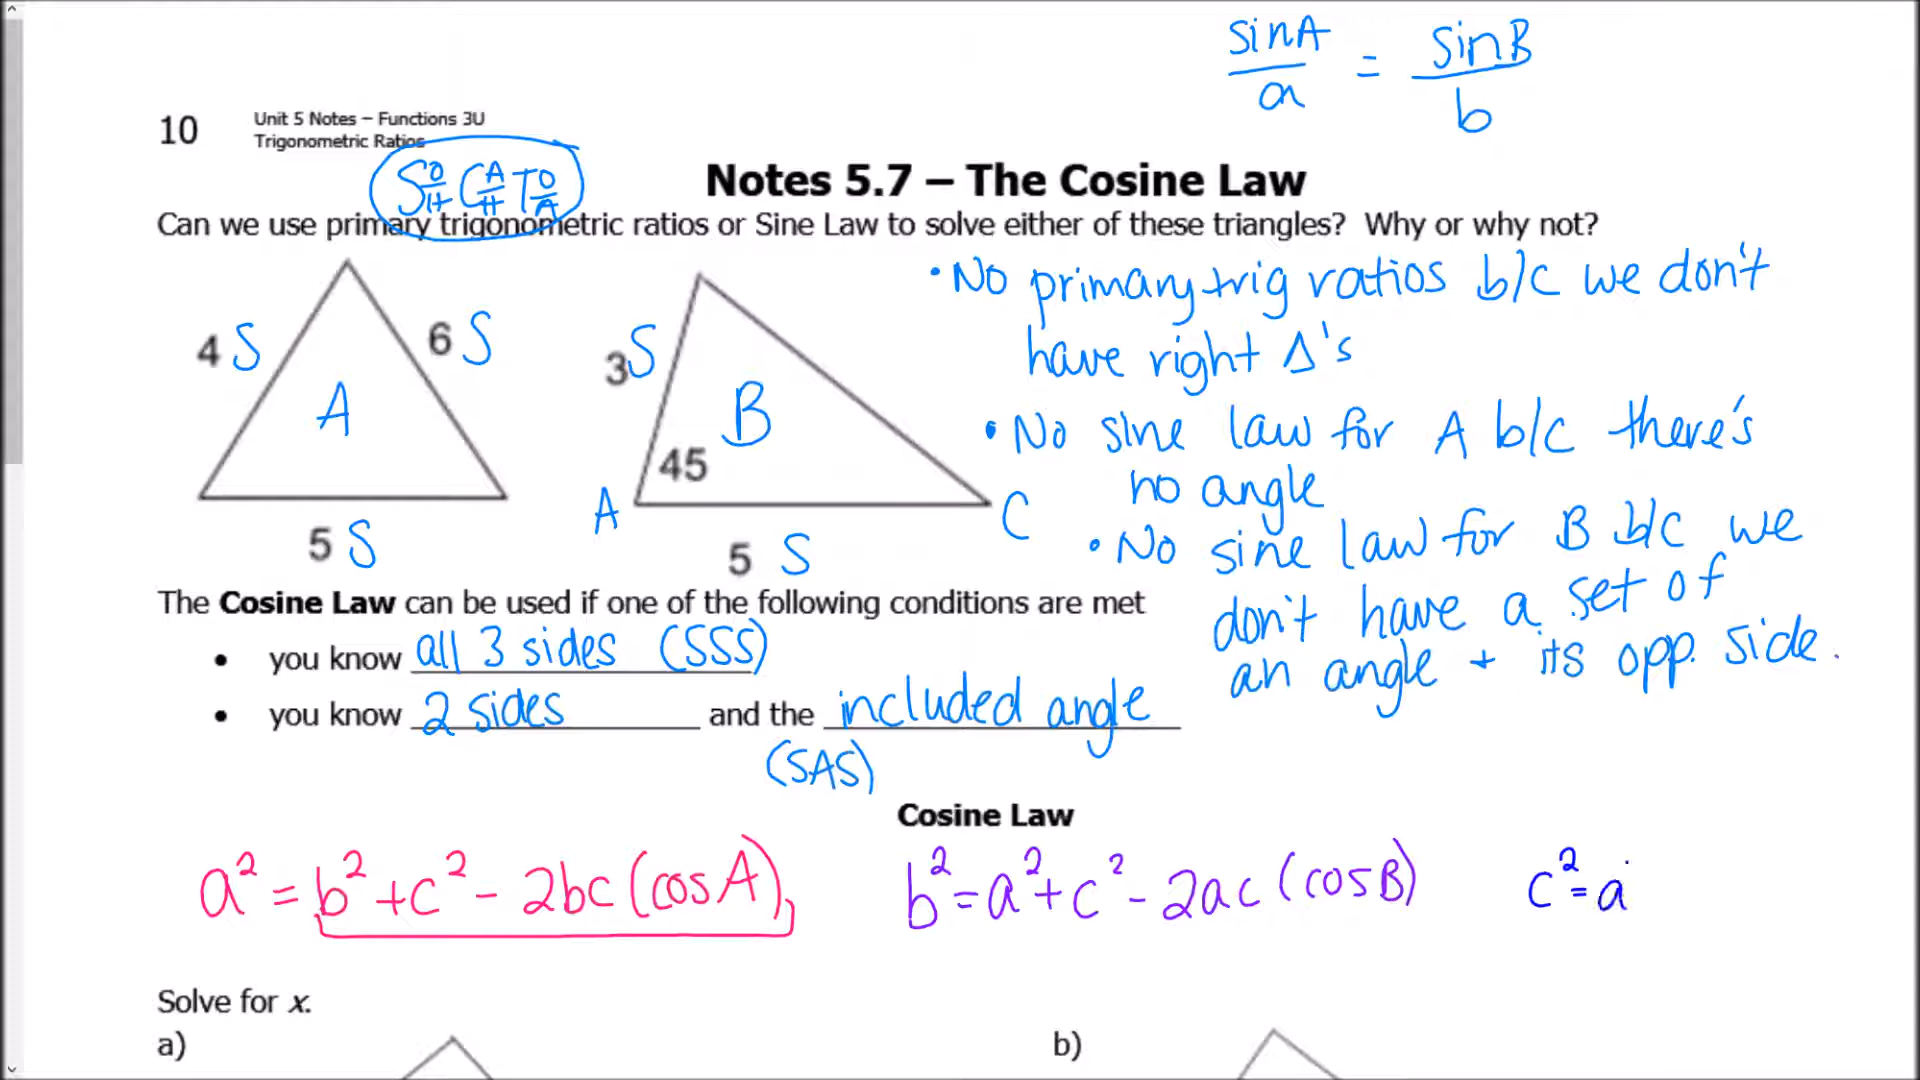 sinA = sinB
a b
10 Unit 5 Notes – Functions 3U
Trigonometric Ratios
S O/H C A/H T O/A
Notes 5.7 – The Cosine Law
Can we use primary trigonometric ratios or Sine Law to solve either of these triangles? Why or why not?
• No primary trig ratios b/c we don't
have right Δ's
4 S 6 S 3 S
A B
• No sine law for A b/c there's
no angle
45
A C
5 S 5 S
• No sine law for B b/c we
don't have a set of
an angle + its opp. side.
The Cosine Law can be used if one of the following conditions are met
• you know all 3 sides (SSS)
• you know 2 sides and the included angle
(SAS)
Cosine Law
a² = b² + c² - 2bc (cosA) b² = a² + c² - 2ac (cosB) c² = a
Solve for x.
a) b)